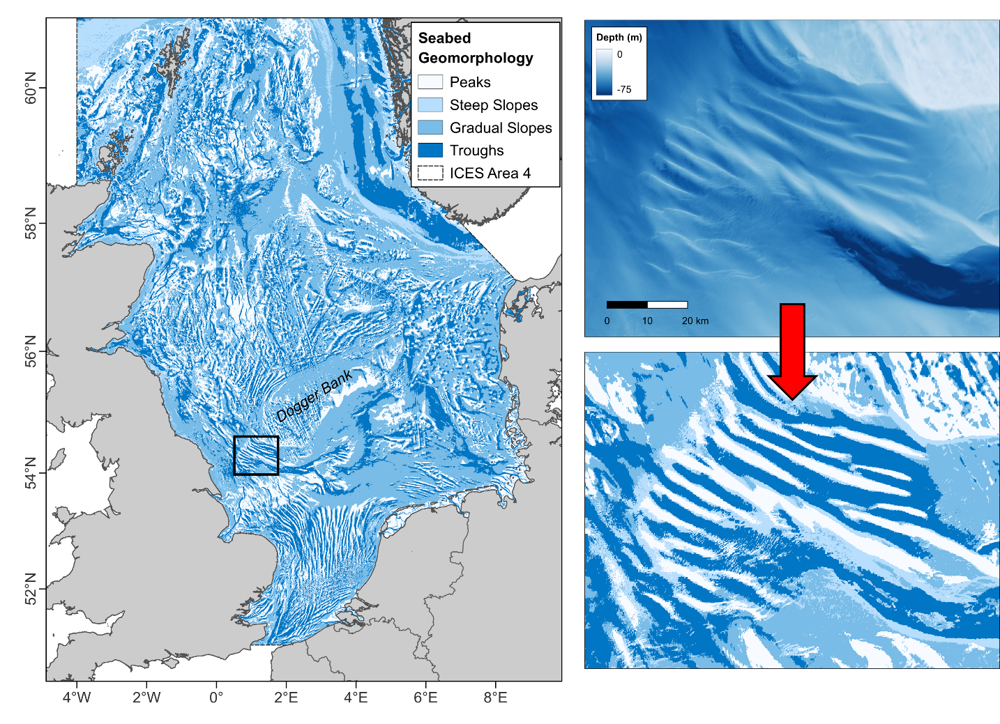 Seabed
Geomorphology
Peaks
Steep Slopes
Gradual Slopes
Troughs
ICES Area 4
60°N
58°N
56°N
54°N
52°N
Dogger Bank
4°W
2°W
0°
2°E
4°E
6°E
8°E
Depth (m)
0
-75
0
10
20 km